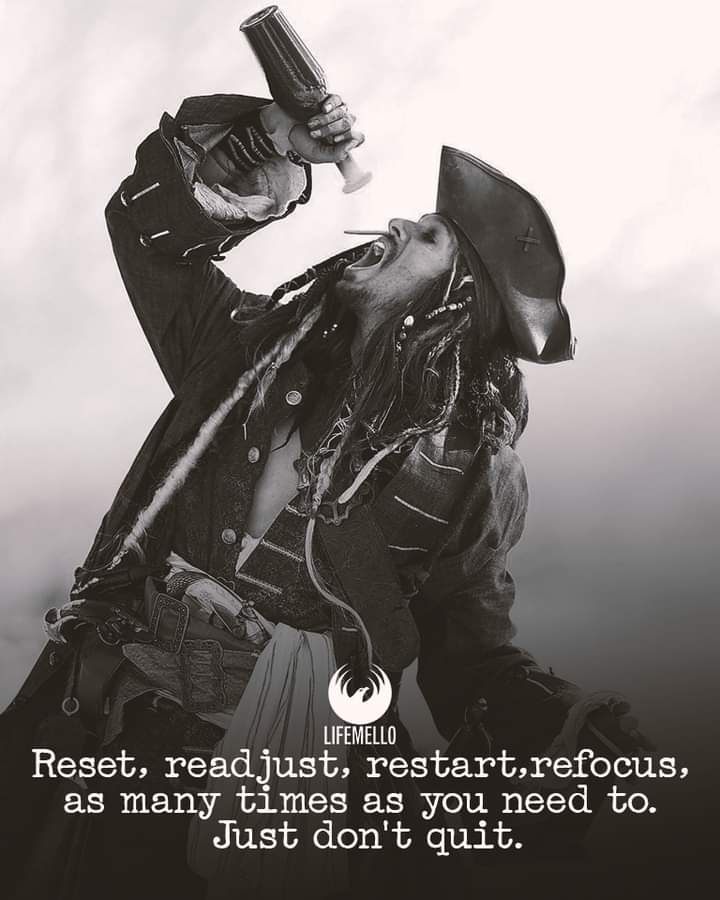 LIFEMELLO
Reset, readjust, restart,refocus,
as many times as you need to.
Just don't quit.